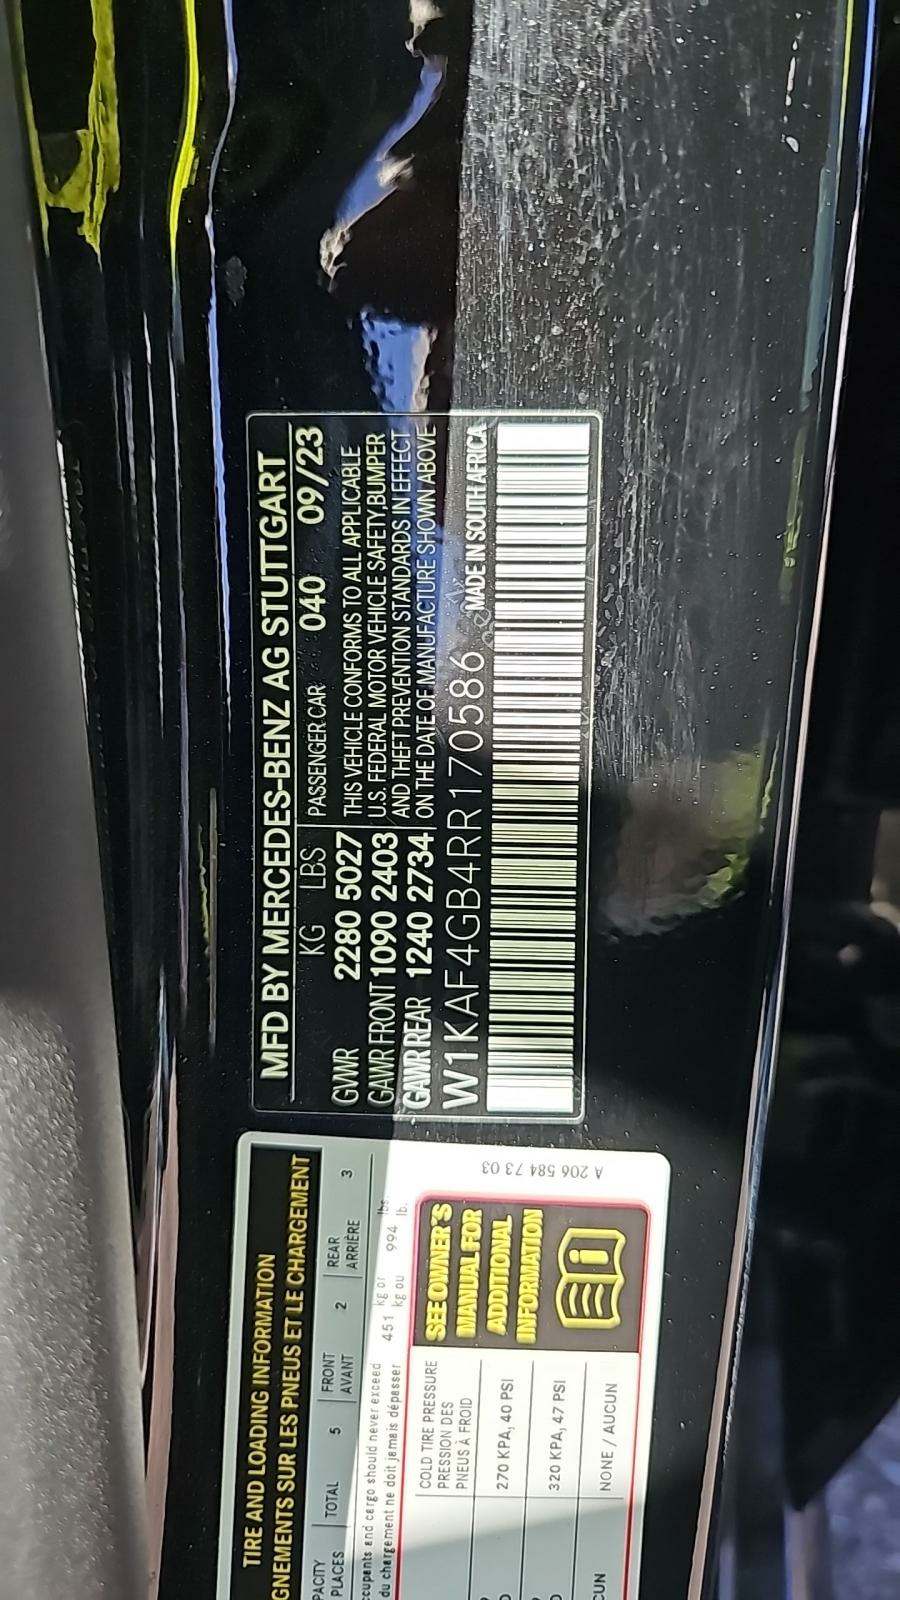 MFD BY MERCEDES-BENZ AG STUTTGART
KG LBS
PASSENGER CAR 040 09/23
GVWR 2280 5027
GAWR FRONT 1090 2403
GAWR REAR 1240 2734
THIS VEHICLE CONFORMS TO ALL APPLICABLE
U.S. FEDERAL MOTOR VEHICLE SAFETY, BUMPER
AND THEFT PREVENTION STANDARDS IN EFFECT
ON THE DATE OF MANUFACTURE SHOWN ABOVE
W1KAF4GB4RR170586 MADE IN SOUTH AFRICA
TIRE AND LOADING INFORMATION
GNEMENTS SUR LES PNEUS ET LE CHARGEMENT
PACITY TOTAL 5 FRONT 2 REAR 3
PLACES AVANT ARRIÈRE
ccupants and cargo should never exceed 451 kg or 994 lbs.
du chargement ne doit jamais dépasser kg ou lb.
COLD TIRE PRESSURE
PRESSION DES
PNEUS À FROID
270 KPA, 40 PSI
320 KPA, 47 PSI
CUN NONE / AUCUN
SEE OWNER'S
MANUAL FOR
ADDITIONAL
INFORMATION
A 206 584 73 03